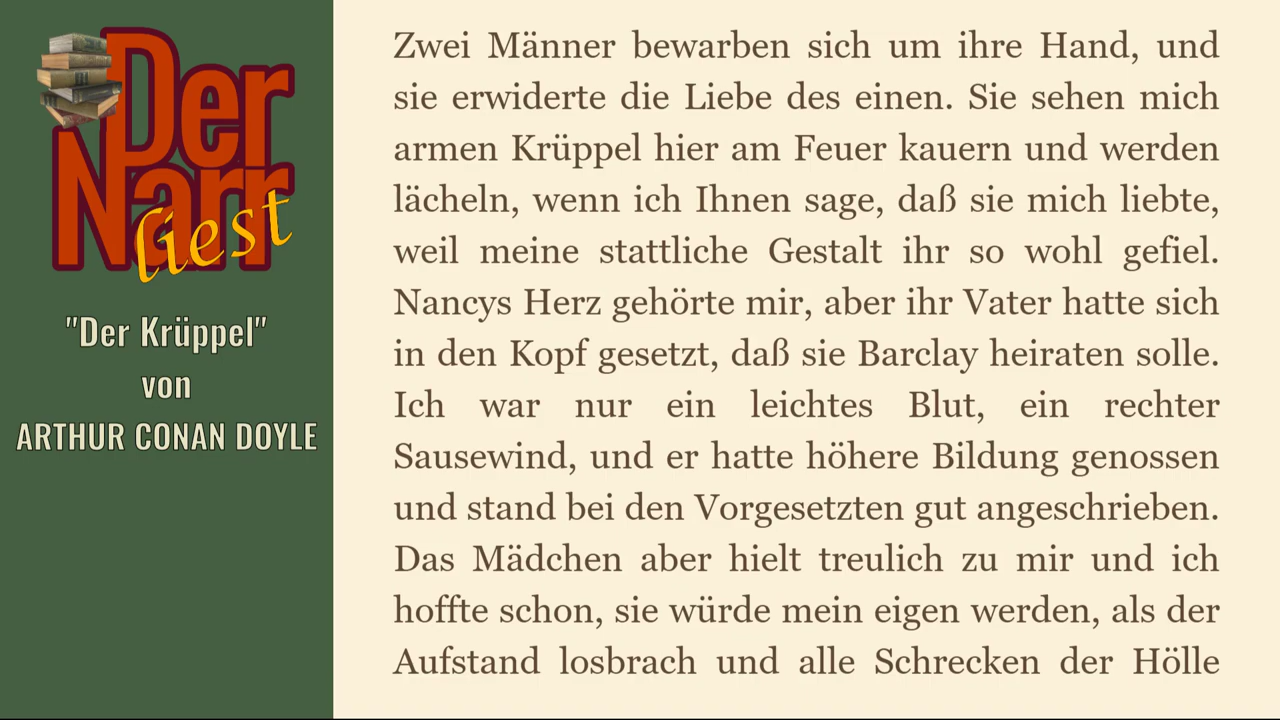 Der
Narr
liest
"Der Krüppel"
von
ARTHUR CONAN DOYLE
Zwei Männer bewarben sich um ihre Hand, und
sie erwiderte die Liebe des einen. Sie sehen mich
armen Krüppel hier am Feuer kauern und werden
lächeln, wenn ich Ihnen sage, daß sie mich liebte,
weil meine stattliche Gestalt ihr so wohl gefiel.
Nancys Herz gehörte mir, aber ihr Vater hatte sich
in den Kopf gesetzt, daß sie Barclay heiraten solle.
Ich war nur ein leichtes Blut, ein rechter
Sausewind, und er hatte höhere Bildung genossen
und stand bei den Vorgesetzten gut angeschrieben.
Das Mädchen aber hielt treulich zu mir und ich
hoffte schon, sie würde mein eigen werden, als der
Aufstand losbrach und alle Schrecken der Hölle